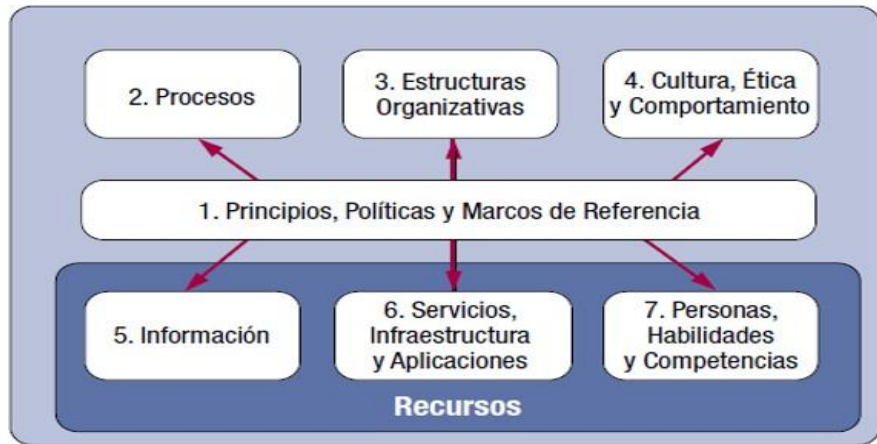 2. Procesos
3. Estructuras
Organizativas
4. Cultura, Ética
y Comportamiento
1. Principios, Políticas y Marcos de Referencia
5. Información
6. Servicios,
Infraestructura
y Aplicaciones
7. Personas,
Habilidades
y Competencias
Recursos